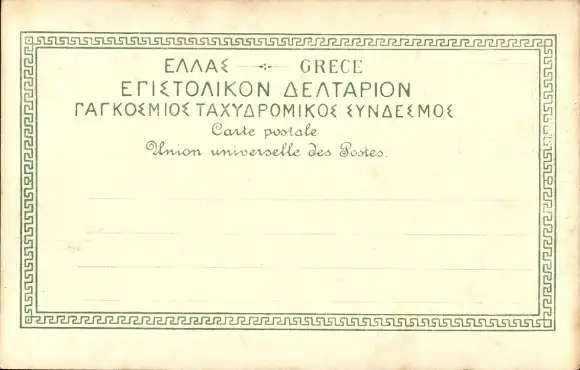 ΕΛΛΑΣ —·:·— GRECE
ΕΠΙΣΤΟΛΙΚΟΝ ΔΕΛΤΑΡΙΟΝ
ΠΑΓΚΟΣΜΙΟΣ ΤΑΧΥΔΡΟΜΙΚΟΣ ΣΥΝΔΕΣΜΟΣ
Carte postale
Union universelle des Postes.